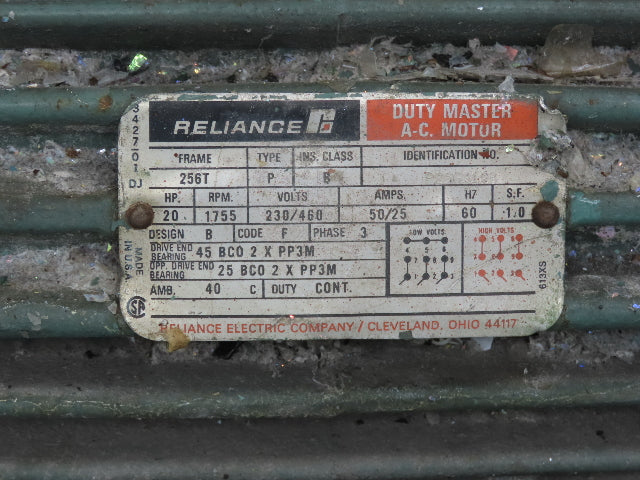 RELIANCE
DUTY MASTER
A-C. MOTOR
FRAME TYPE INS. CLASS IDENTIFICATION NO.
256T P B
HP. RPM. VOLTS AMPS. HZ S.F.
20 1755 230/460 50/25 60 1.0
DESIGN B CODE F PHASE 3 LOW VOLTS. HIGH VOLTS.
DRIVE END
BEARING 45 BCO 2 X PP3M
OPP. DRIVE END
BEARING 25 BCO 2 X PP3M
AMB. 40 C DUTY CONT.
RELIANCE ELECTRIC COMPANY / CLEVELAND, OHIO 44117
3427-01 DJ
MADE
IN U.S.A.
613XS